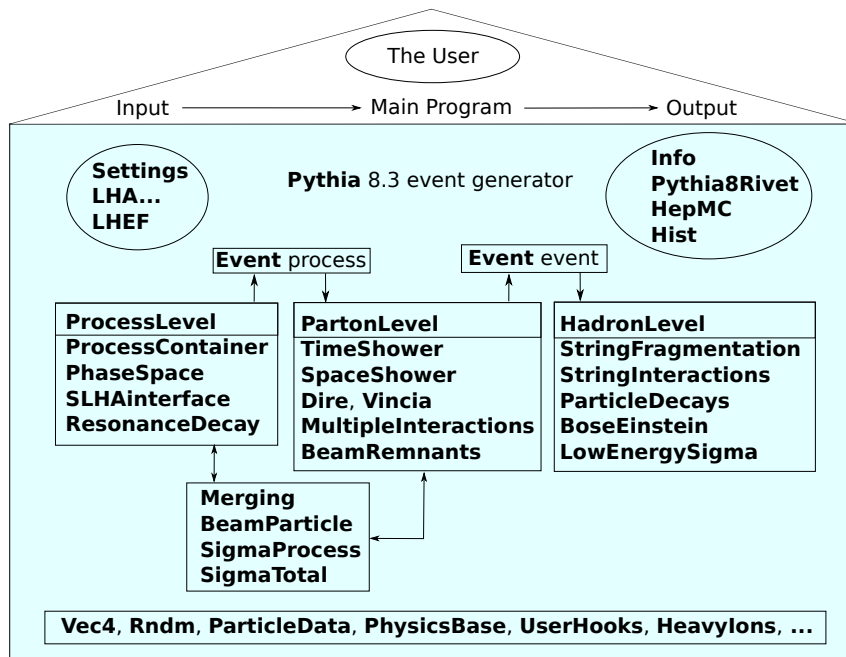 The User
Input
Main Program
Output
Settings
LHA...
LHEF
Pythia 8.3 event generator
Info
Pythia8Rivet
HepMC
Hist
Event process
Event event
ProcessLevel
ProcessContainer
PhaseSpace
SLHAinterface
ResonanceDecay
PartonLevel
TimeShower
SpaceShower
Dire, Vincia
MultipleInteractions
BeamRemnants
HadronLevel
StringFragmentation
StringInteractions
ParticleDecays
BoseEinstein
LowEnergySigma
Merging
BeamParticle
SigmaProcess
SigmaTotal
Vec4, Rndm, ParticleData, PhysicsBase, UserHooks, HeavyIons, ...